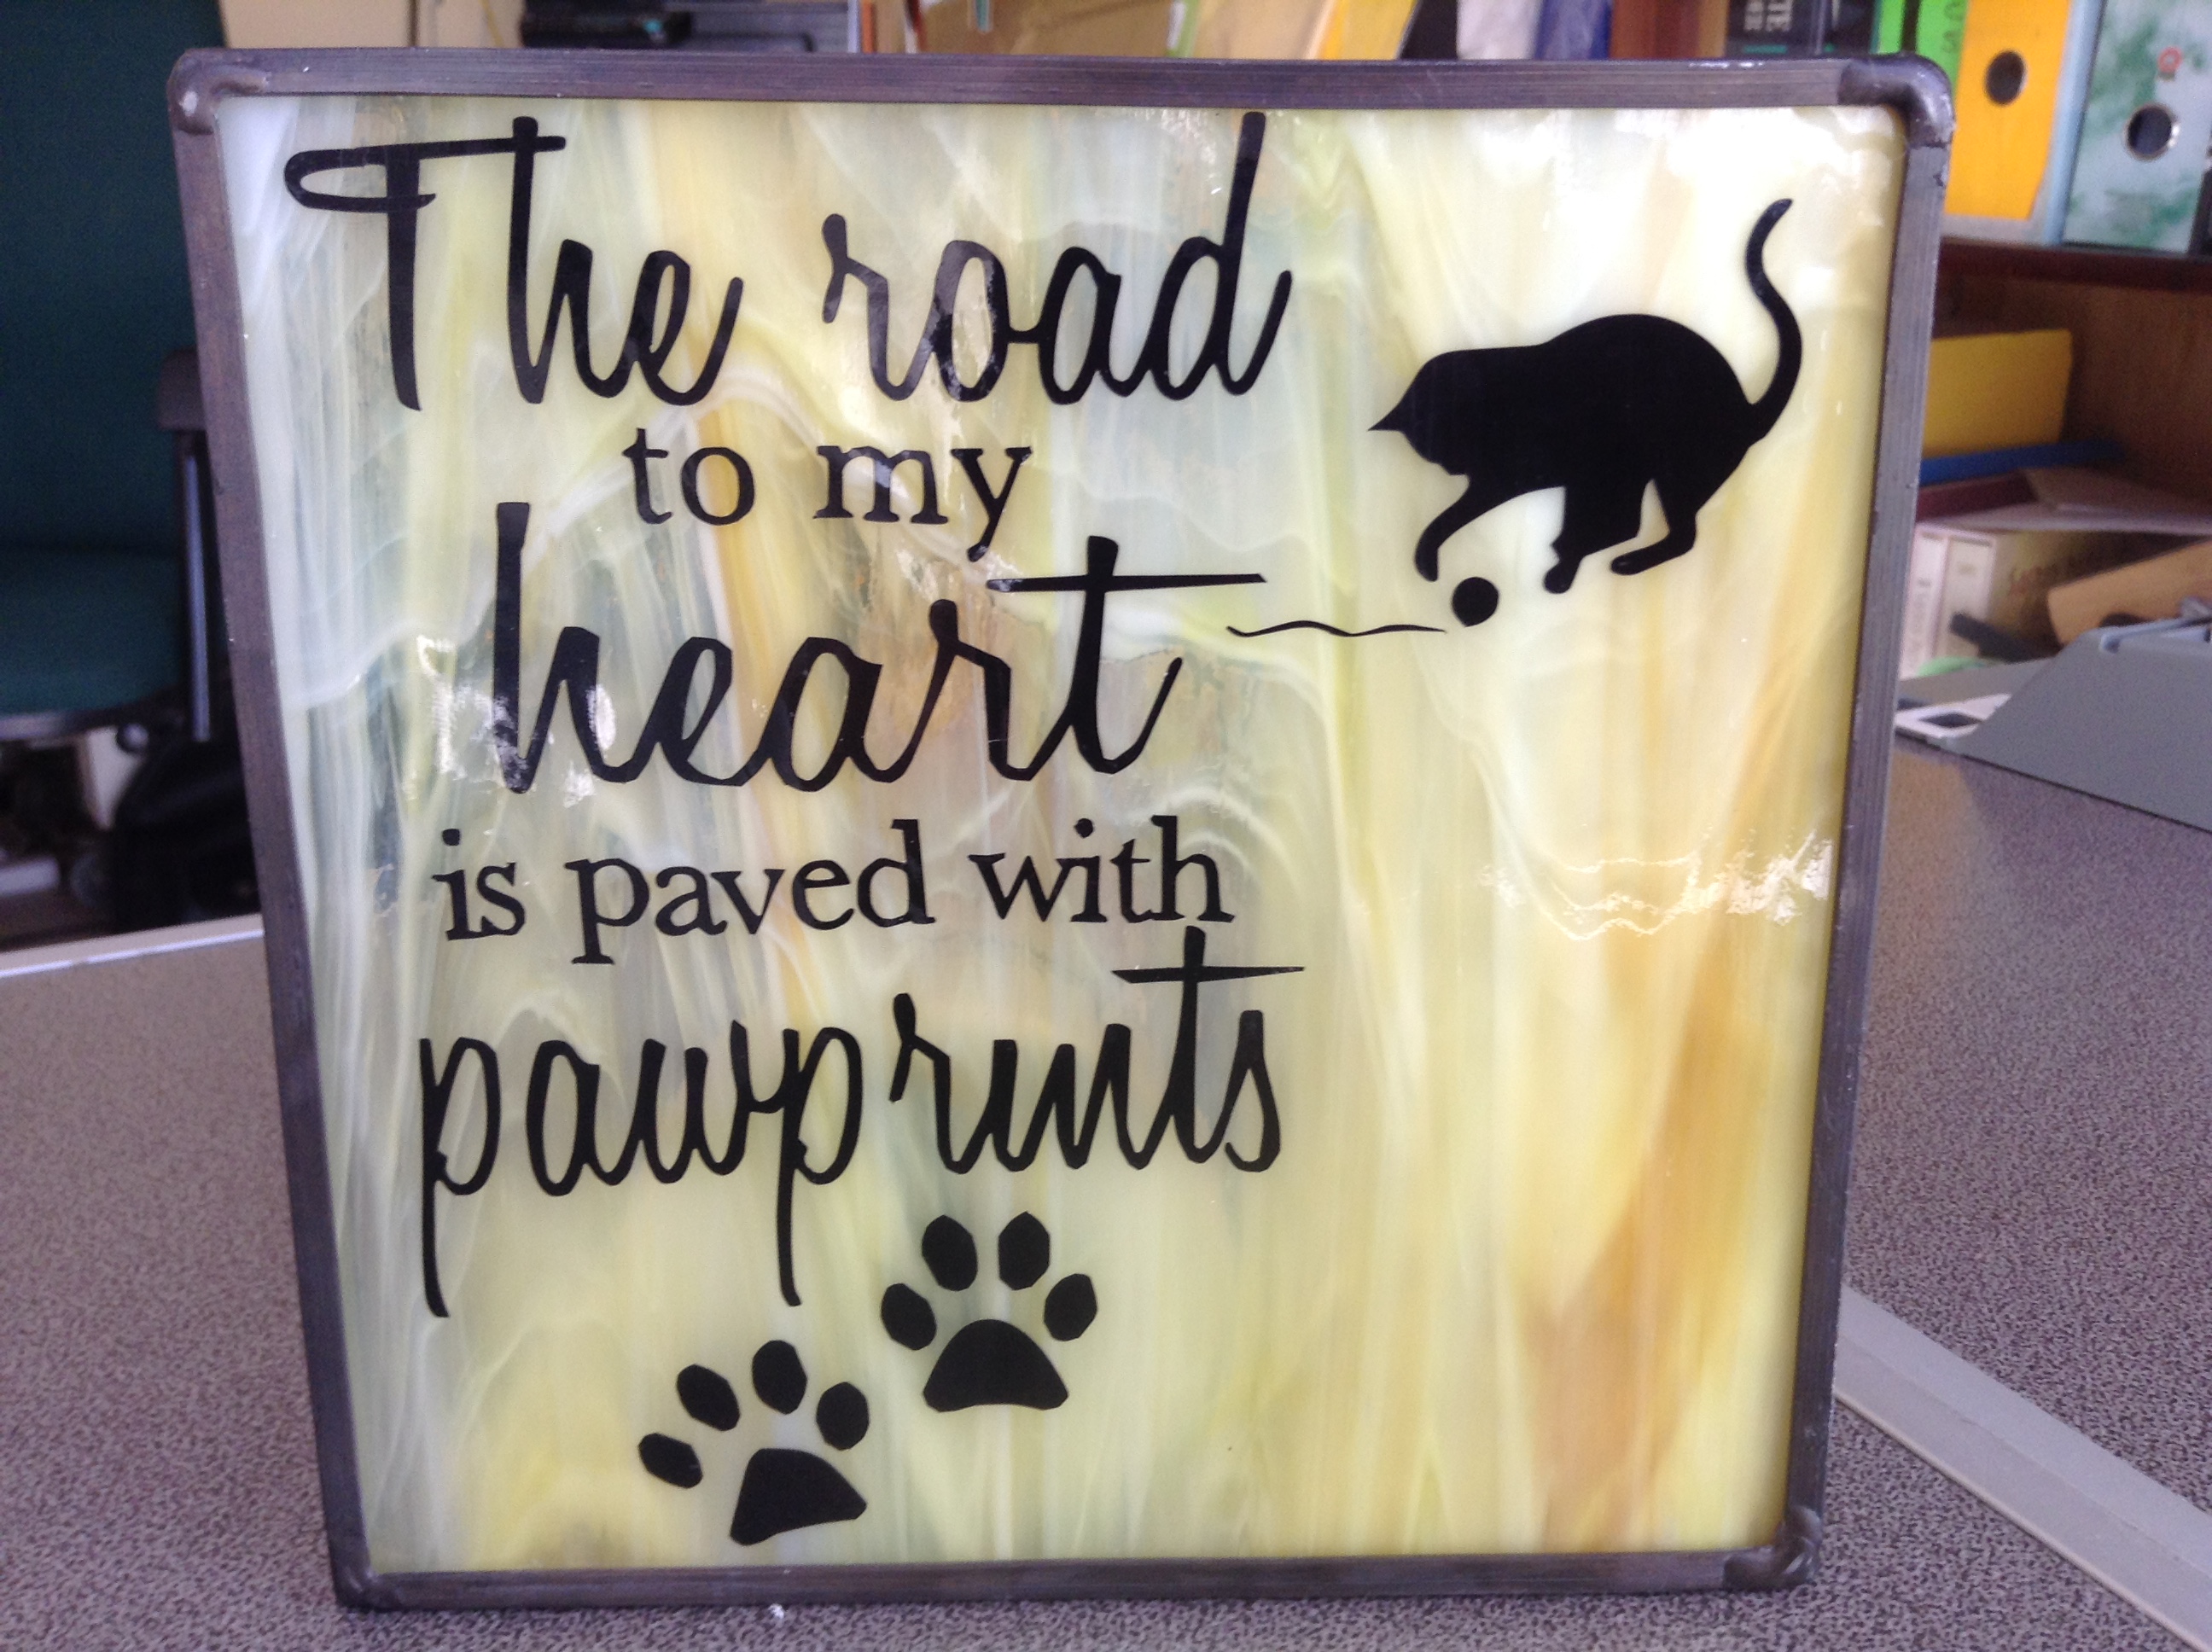 The road
to my
heart
is paved with
pawprints